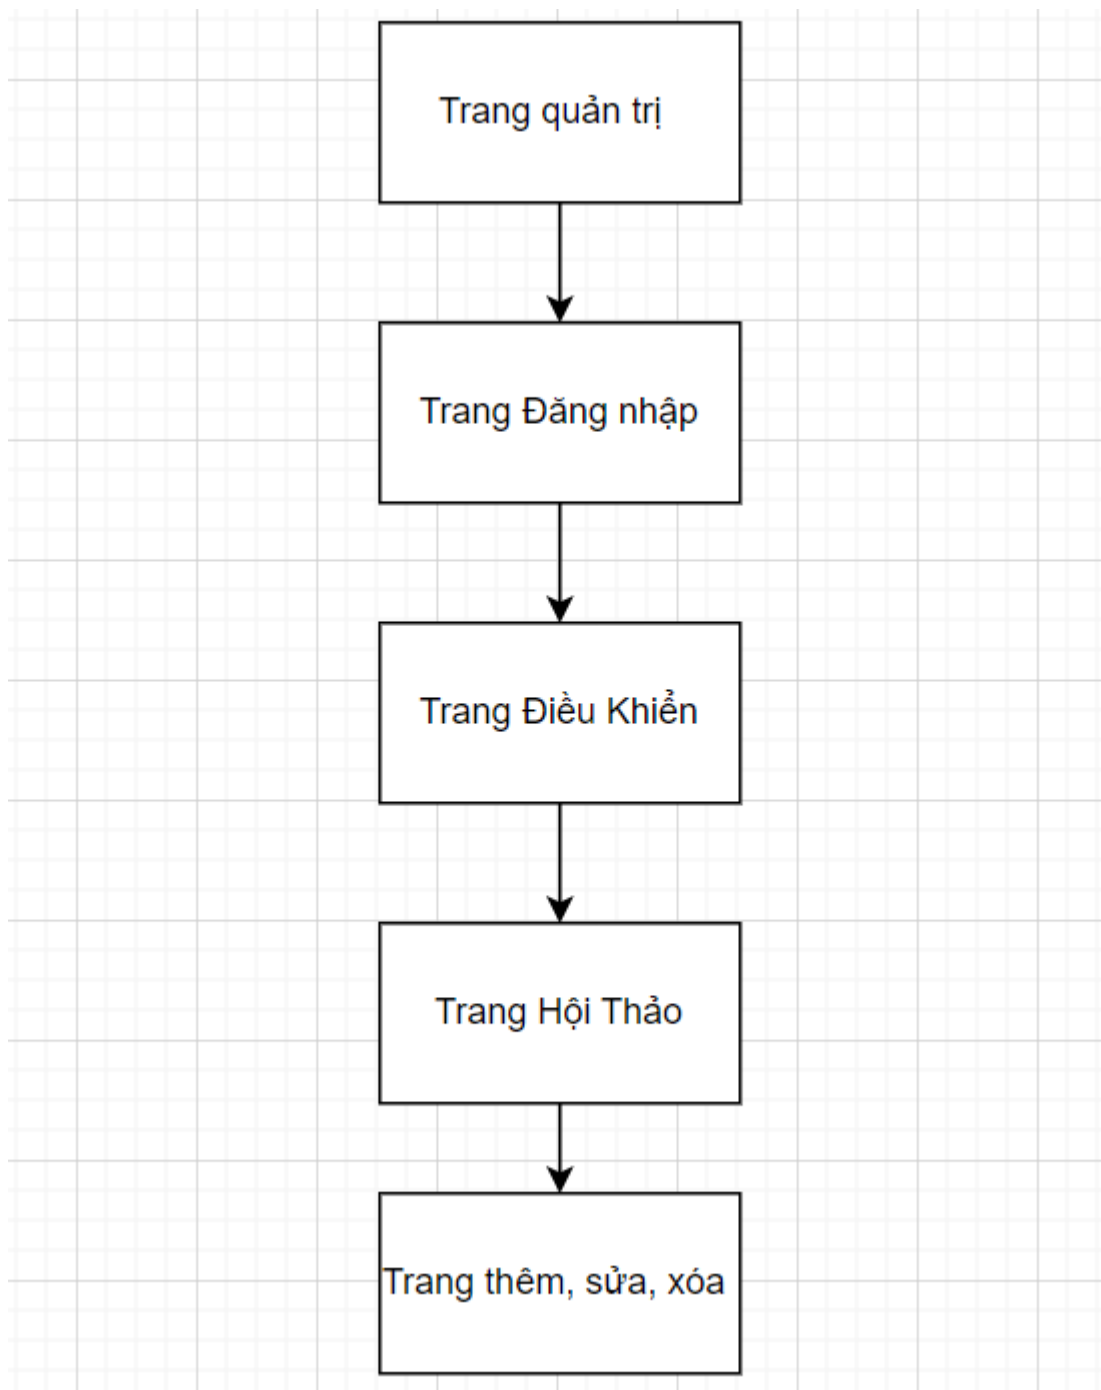 Trang quản trị
Trang Đăng nhập
Trang Điều Khiển
Trang Hội Thảo
Trang thêm, sửa, xóa